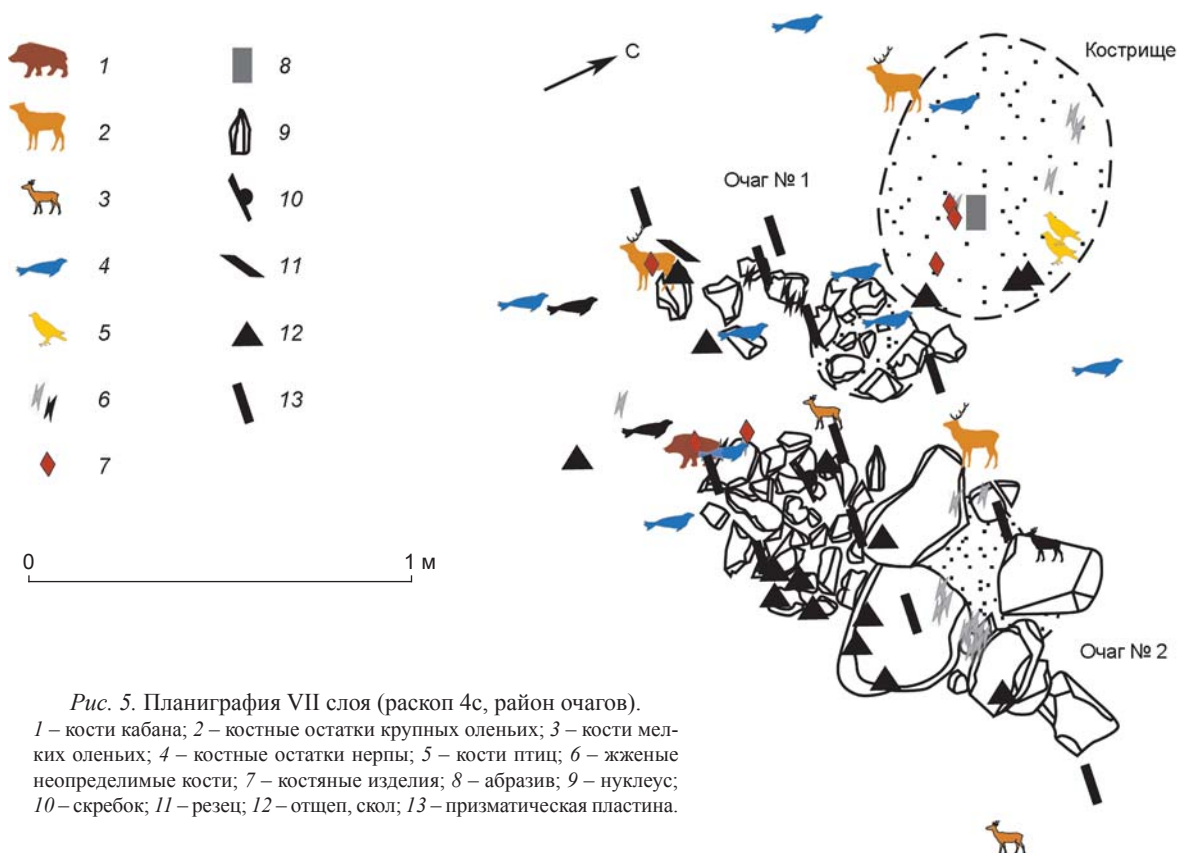 1
2
3
4
5
6
7
8
9
10
11
12
13
0
1 м
С
Кострище
Очаг № 1
Очаг № 2
Рис. 5. Планиграфия VII слоя (раскоп 4с, район очагов).
1 – кости кабана; 2 – костные остатки крупных оленьих; 3 – кости мел-
ких оленьих; 4 – костные остатки нерпы; 5 – кости птиц; 6 – жженые
неопределимые кости; 7 – костяные изделия; 8 – абразив; 9 – нуклеус;
10 – скребок; 11 – резец; 12 – отщеп, скол; 13 – призматическая пластина.